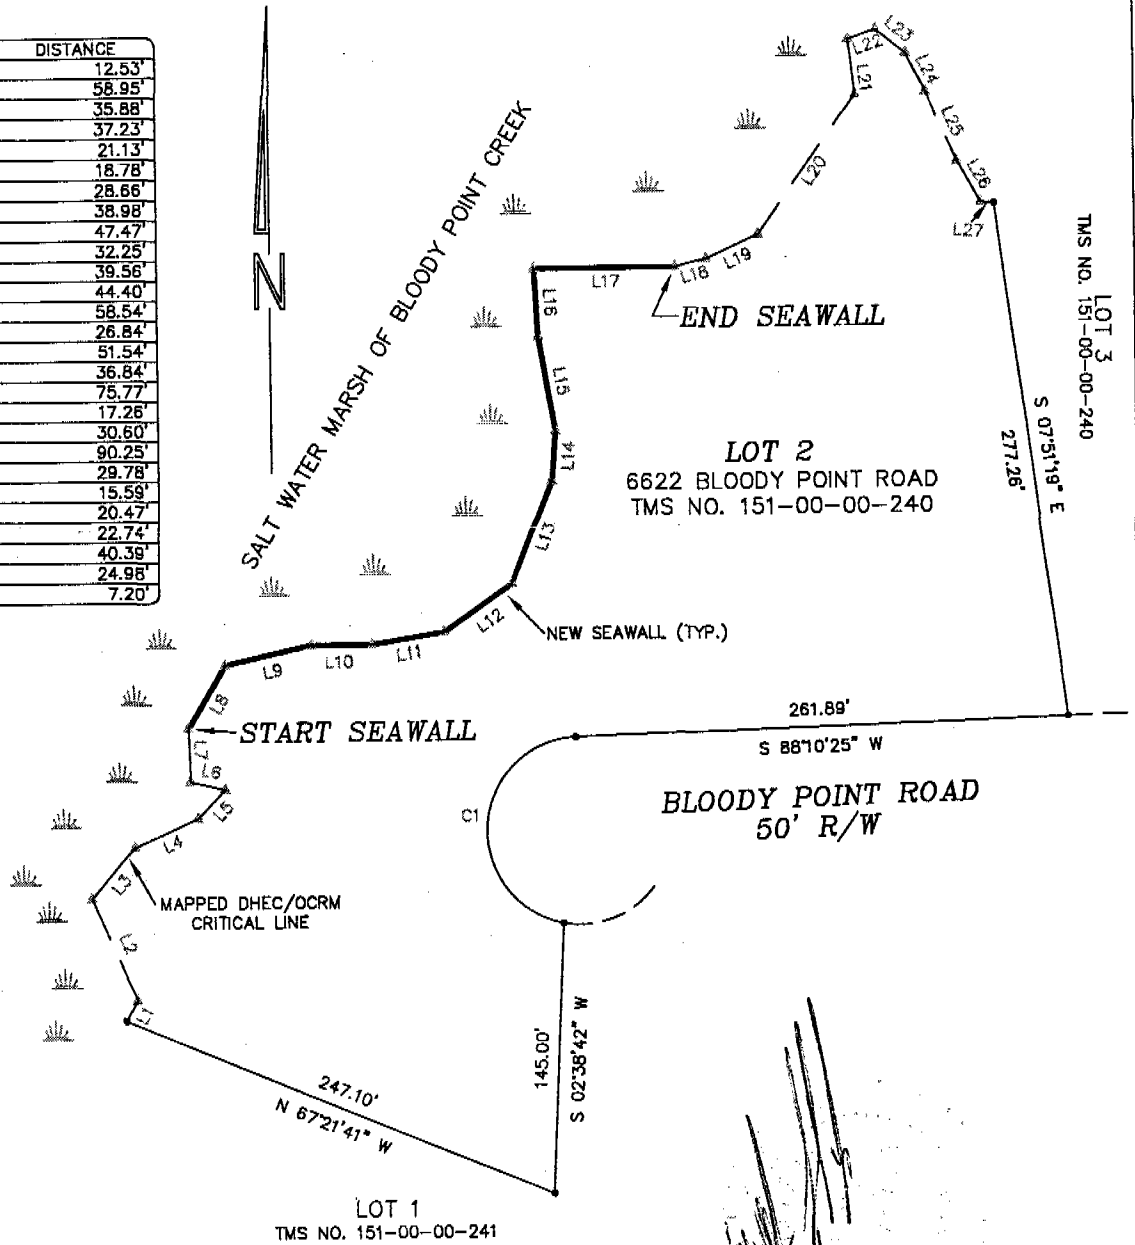 DISTANCE
12.53'
58.95'
35.88'
37.23'
21.13'
18.78'
28.66'
38.98'
47.47'
32.25'
39.56'
44.40'
58.54'
26.84'
51.54'
36.84'
75.77'
17.26'
30.60'
90.25'
29.78'
15.59'
20.47'
22.74'
40.39'
24.98'
7.20'
N
SALT WATER MARSH OF BLOODY POINT CREEK
L22
L23
L21
L24
L25
L20
L26
L27
L19
L18
L17
L16
END SEAWALL
L15
L14
L13
LOT 2
6622 BLOODY POINT ROAD
TMS NO. 151-00-00-240
LOT 3
TMS NO. 151-00-00-240
S 07°51'19" E
277.26'
L12
NEW SEAWALL (TYP.)
L11
L10
L9
L8
START SEAWALL
L7
L6
L5
L4
L3
MAPPED DHEC/OCRM
CRITICAL LINE
L2
L1
261.89'
S 88°10'25" W
BLOODY POINT ROAD
50' R/W
C1
145.00'
S 02°38'42" W
247.10'
N 67°21'41" W
LOT 1
TMS NO. 151-00-00-241